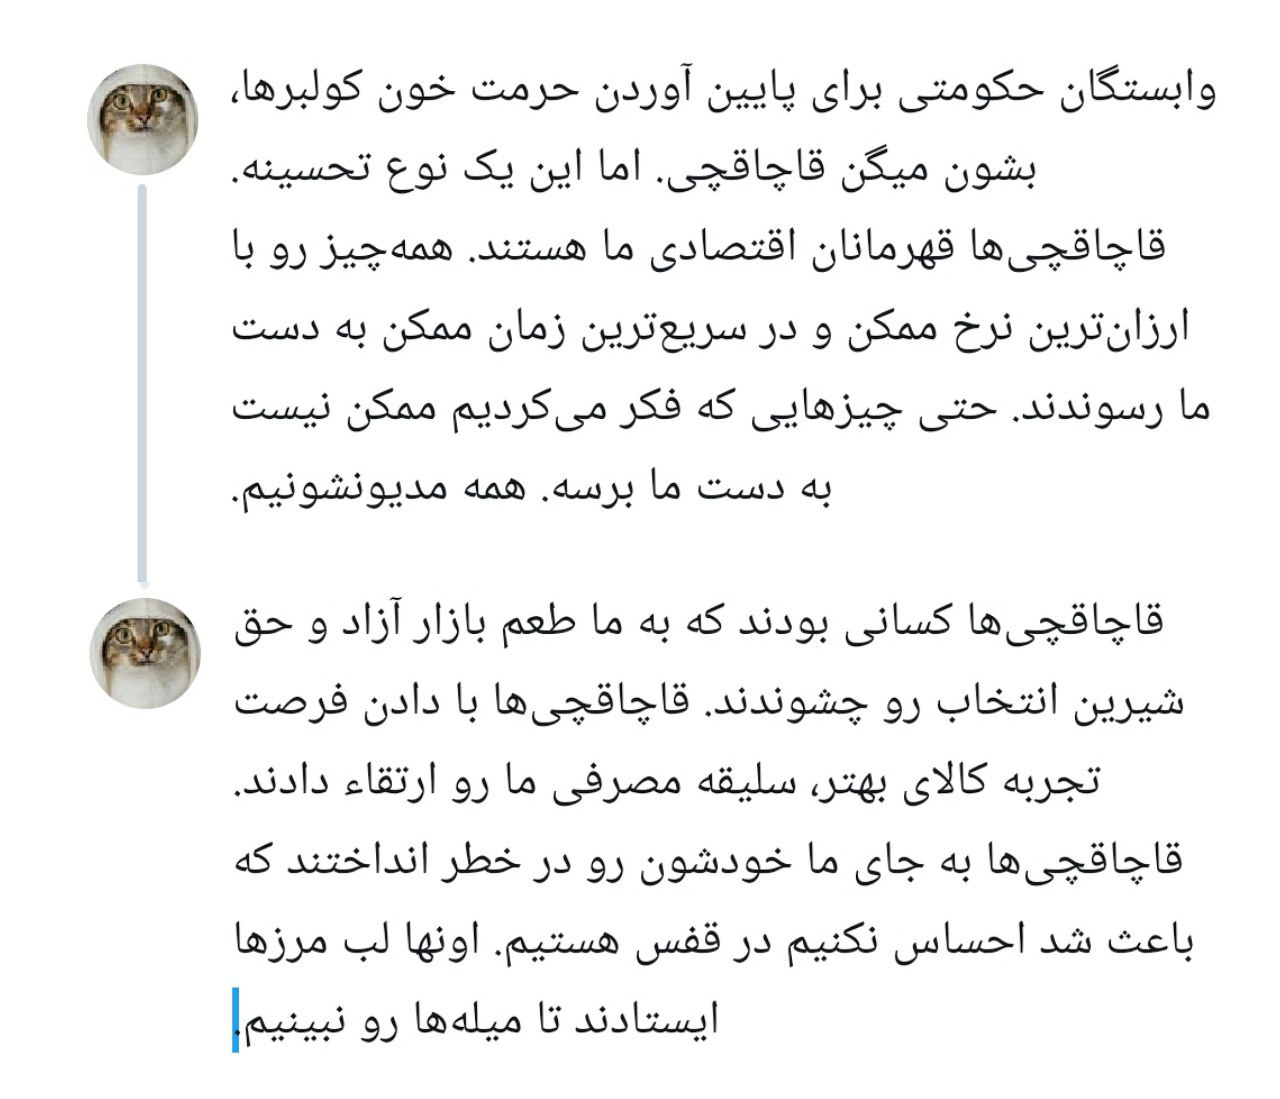 وابستگان حکومتی برای پایین آوردن حرمت خون کولبرها،
بشون میگن قاچاقچی. اما این یک نوع تحسینه.
قاچاقچی‌ها قهرمانان اقتصادی ما هستند. همه‌چیز رو با
ارزان‌ترین نرخ ممکن و در سریع‌ترین زمان ممکن به دست
ما رسوندند. حتی چیزهایی که فکر می‌کردیم ممکن نیست
به دست ما برسه. همه مدیونشونیم.
قاچاقچی‌ها کسانی بودند که به ما طعم بازار آزاد و حق
شیرین انتخاب رو چشوندند. قاچاقچی‌ها با دادن فرصت
تجربه کالای بهتر، سلیقه مصرفی ما رو ارتقاء دادند.
قاچاقچی‌ها به جای ما خودشون رو در خطر انداختند که
باعث شد احساس نکنیم در قفس هستیم. اونها لب مرزها
ایستادند تا میله‌ها رو نبینیم.